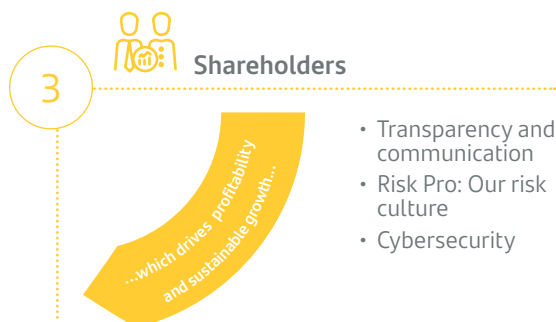 3
Shareholders
...which drives profitability
and sustainable growth...
• Transparency and
communication
• Risk Pro: Our risk
culture
• Cybersecurity